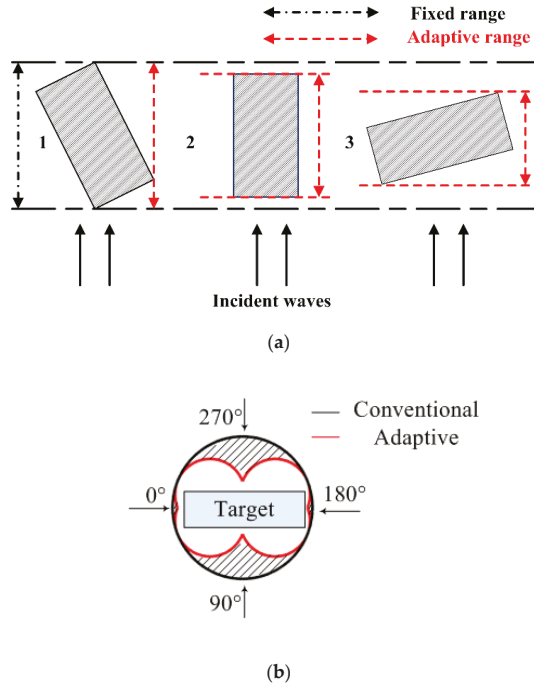 Fixed range
Adaptive range
1
2
3
Incident waves
(a)
270°
Conventional
Adaptive
0°
180°
Target
90°
(b)